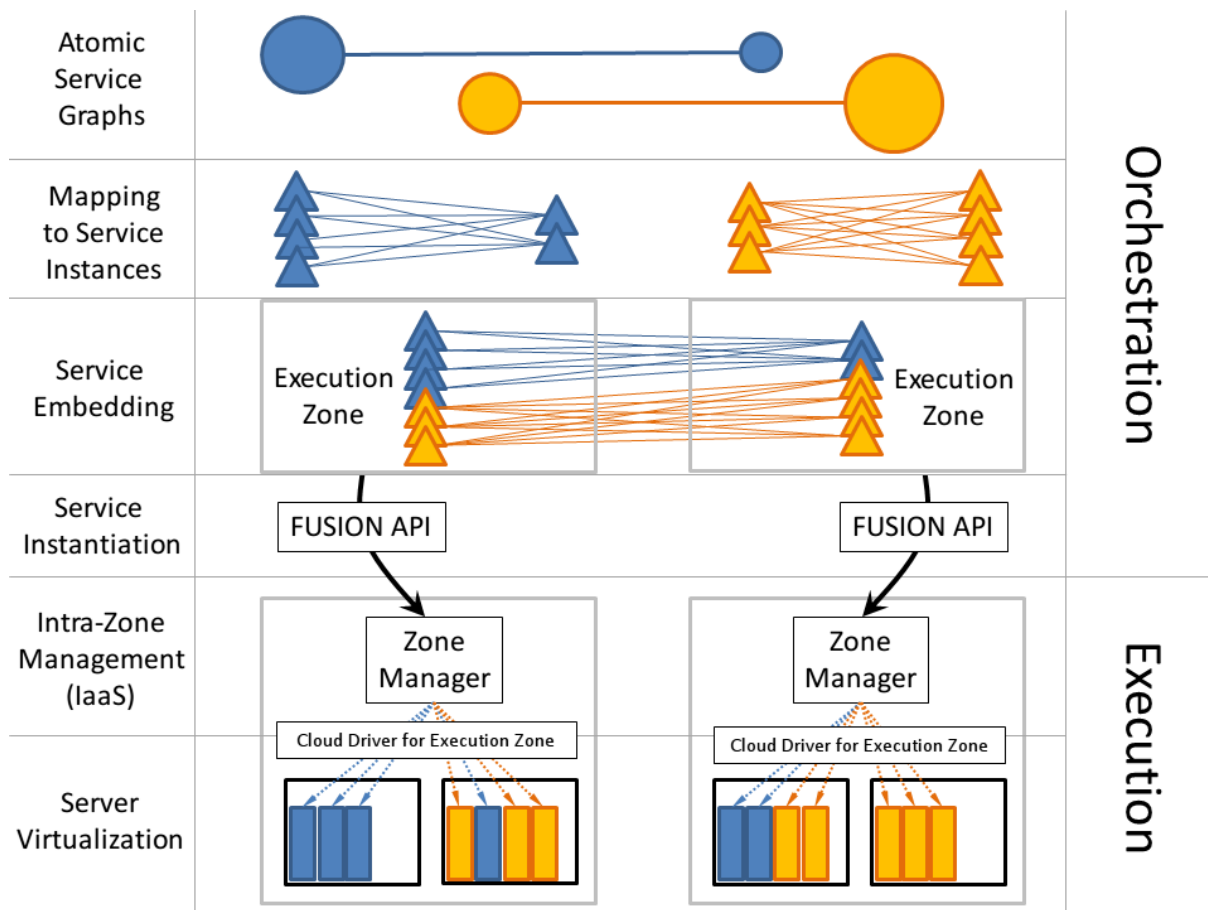 Atomic
Service
Graphs
Mapping
to Service
Instances
Execution
Zone
Execution
Zone
Service
Embedding
Orchestration
Service
Instantiation
FUSION API
FUSION API
Intra-Zone
Management
(IaaS)
Zone
Manager
Zone
Manager
Cloud Driver for Execution Zone
Cloud Driver for Execution Zone
Server
Virtualization
Execution